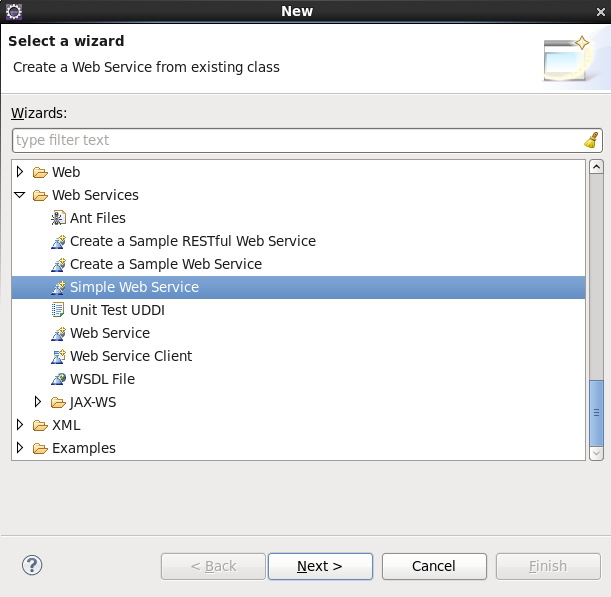 New
Select a wizard
Create a Web Service from existing class
Wizards:
type filter text
Web
Web Services
Ant Files
Create a Sample RESTful Web Service
Create a Sample Web Service
Simple Web Service
Unit Test UDDI
Web Service
Web Service Client
WSDL File
JAX-WS
XML
Examples
? < Back Next > Cancel Finish